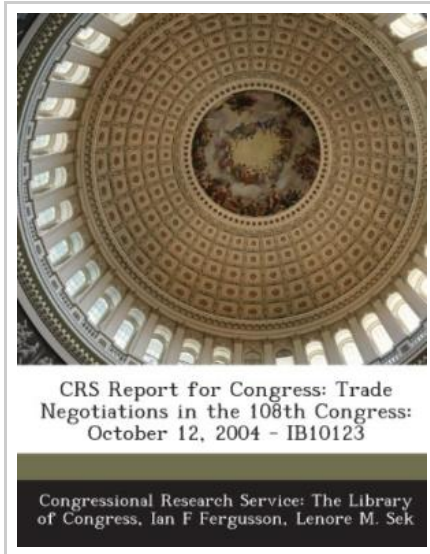 CRS Report for Congress: Trade
Negotiations in the 108th Congress:
October 12, 2004 - IB10123
Congressional Research Service: The Library
of Congress, Ian F Fergusson, Lenore M. Sek